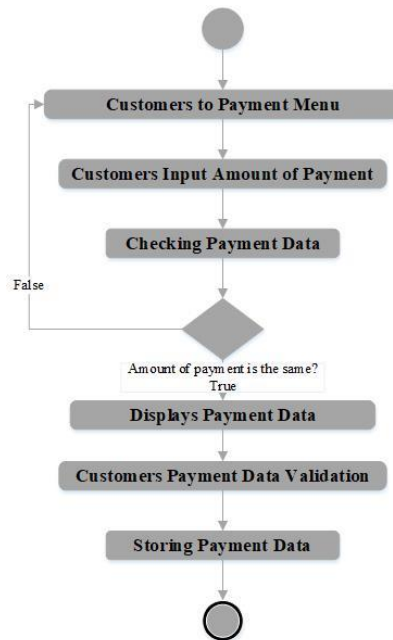 Customers to Payment Menu
Customers Input Amount of Payment
Checking Payment Data
False
Amount of payment is the same?
True
Displays Payment Data
Customers Payment Data Validation
Storing Payment Data